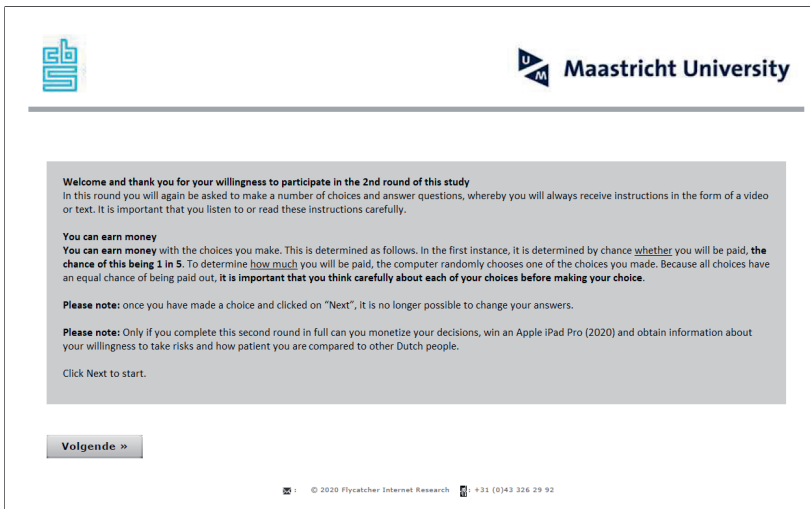 cbs
UM Maastricht University
Welcome and thank you for your willingness to participate in the 2nd round of this study
In this round you will again be asked to make a number of choices and answer questions, whereby you will always receive instructions in the form of a video
or text. It is important that you listen to or read these instructions carefully.
You can earn money
You can earn money with the choices you make. This is determined as follows. In the first instance, it is determined by chance whether you will be paid, the
chance of this being 1 in 5. To determine how much you will be paid, the computer randomly chooses one of the choices you made. Because all choices have
an equal chance of being paid out, it is important that you think carefully about each of your choices before making your choice.
Please note: once you have made a choice and clicked on “Next”, it is no longer possible to change your answers.
Please note: Only if you complete this second round in full can you monetize your decisions, win an Apple iPad Pro (2020) and obtain information about
your willingness to take risks and how patient you are compared to other Dutch people.
Click Next to start.
Volgende »
: © 2020 Flycatcher Internet Research : +31 (0)43 326 29 92